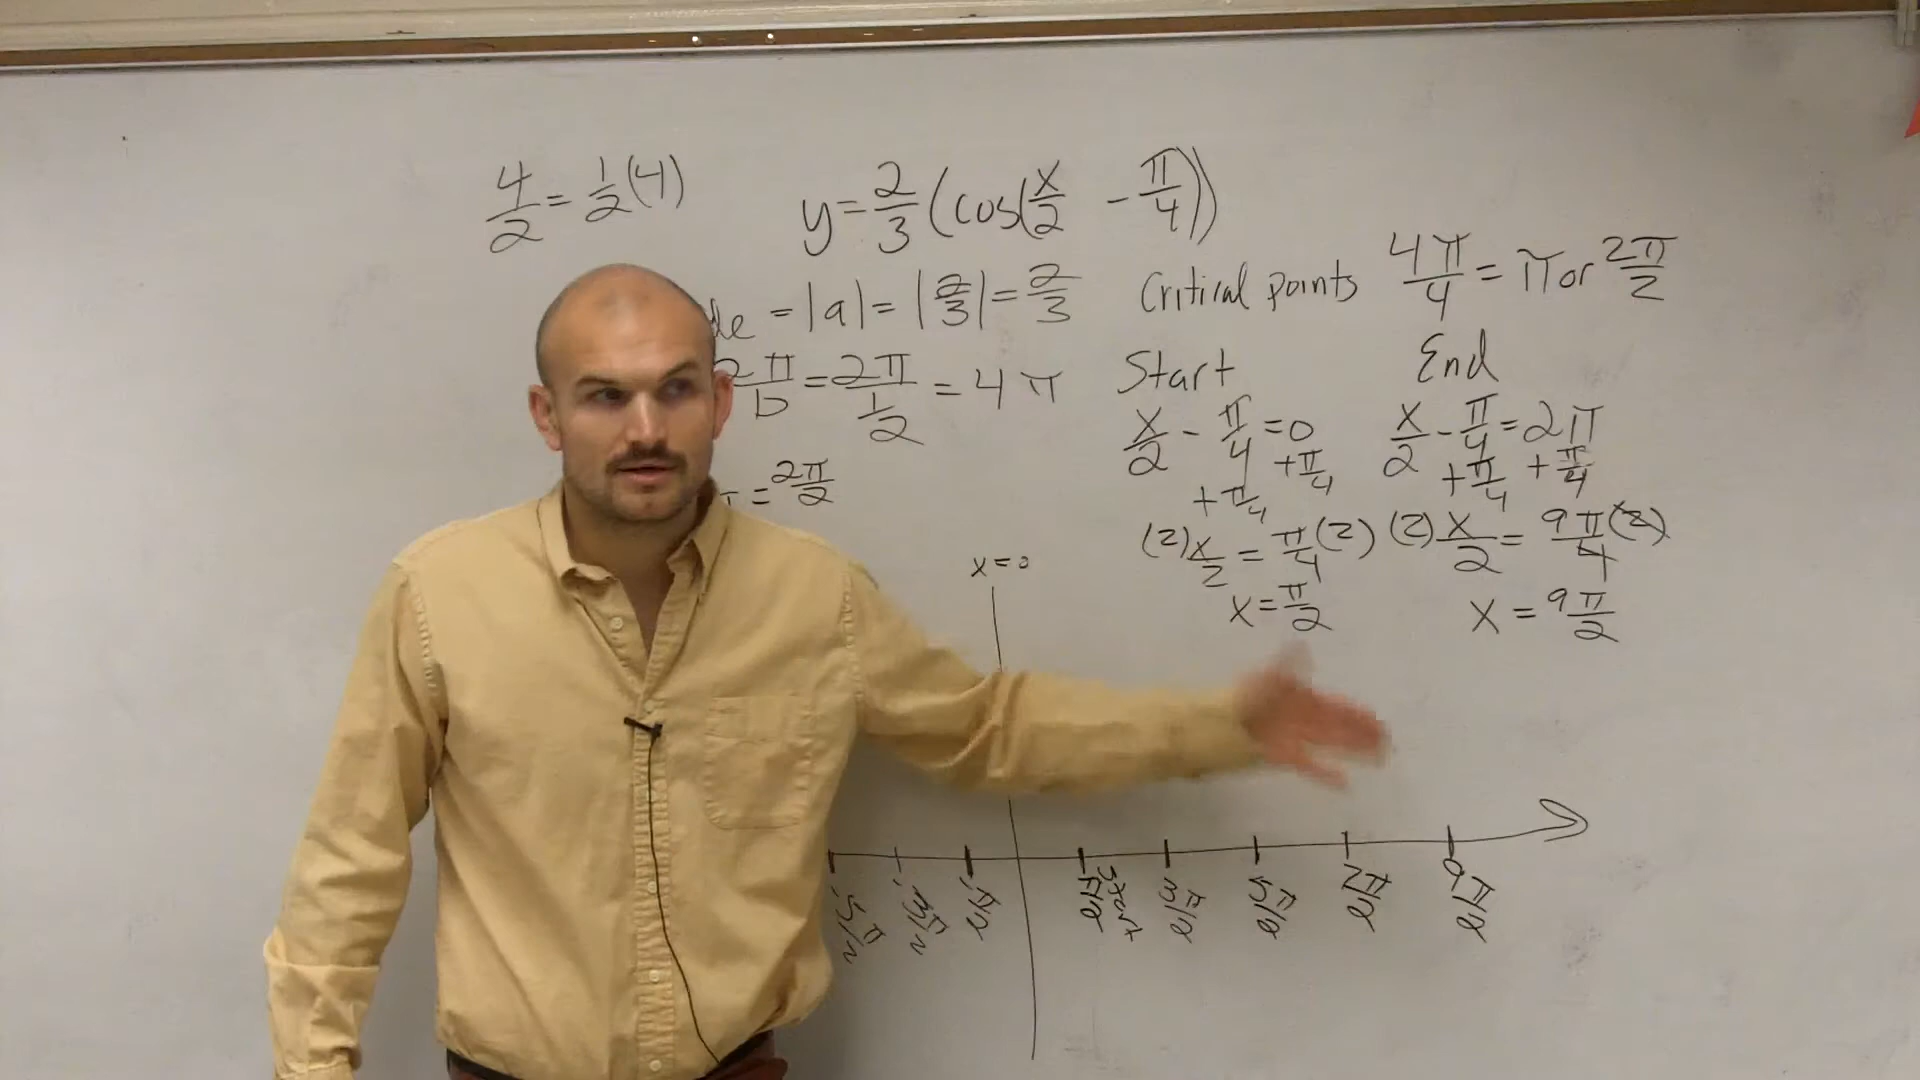 4/2 = 1/2(4)
y = 2/3(cos(x/2 - π/4))
de = |a| = |2/3| = 2/3
2π/b = 2π/(1/2) = 4π
= 2π/2
Critical points 4π/4 = π or 2π/2
Start
x/2 - π/4 = 0
+π/4 +π/4
(2)x/2 = π/4(2)
x = π/2
End
x/2 - π/4 = 2π
+π/4 +π/4
(2)x/2 = 9π/4(2)
x = 9π/2
x = 0
-5π/2 -3π/2 -π/2 π/2 3π/2 5π/2 7π/2 9π/2
Start